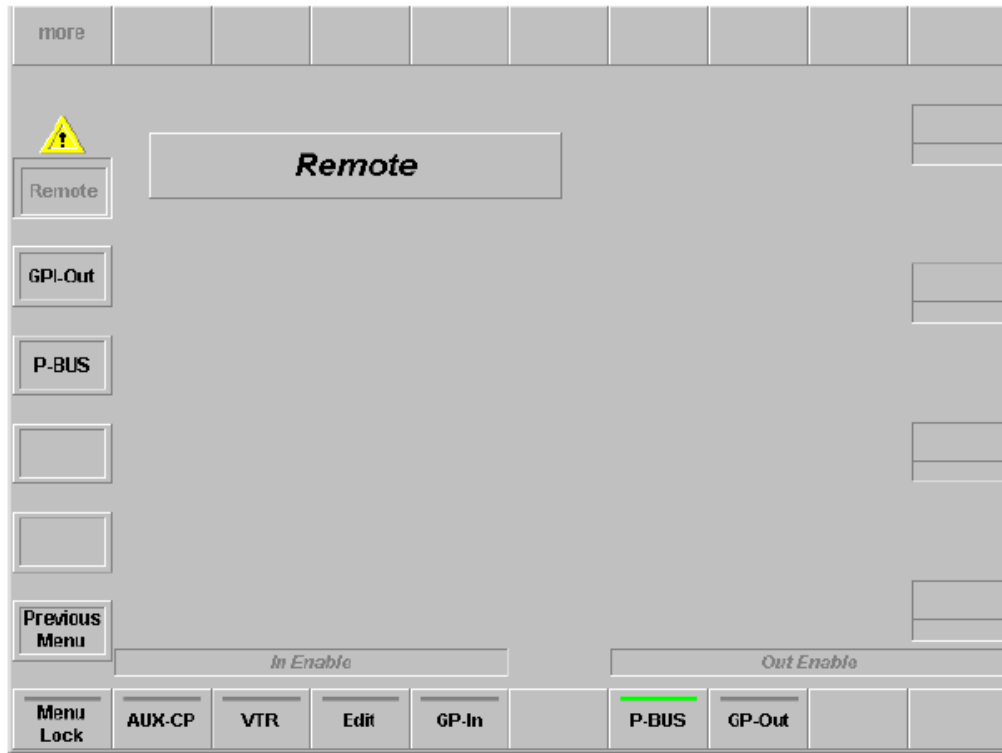 more
Remote
Remote
GPI-Out
P-BUS
Previous
Menu
In Enable
Out Enable
Menu
Lock
AUX-CP
VTR
Edit
GP-In
P-BUS
GP-Out